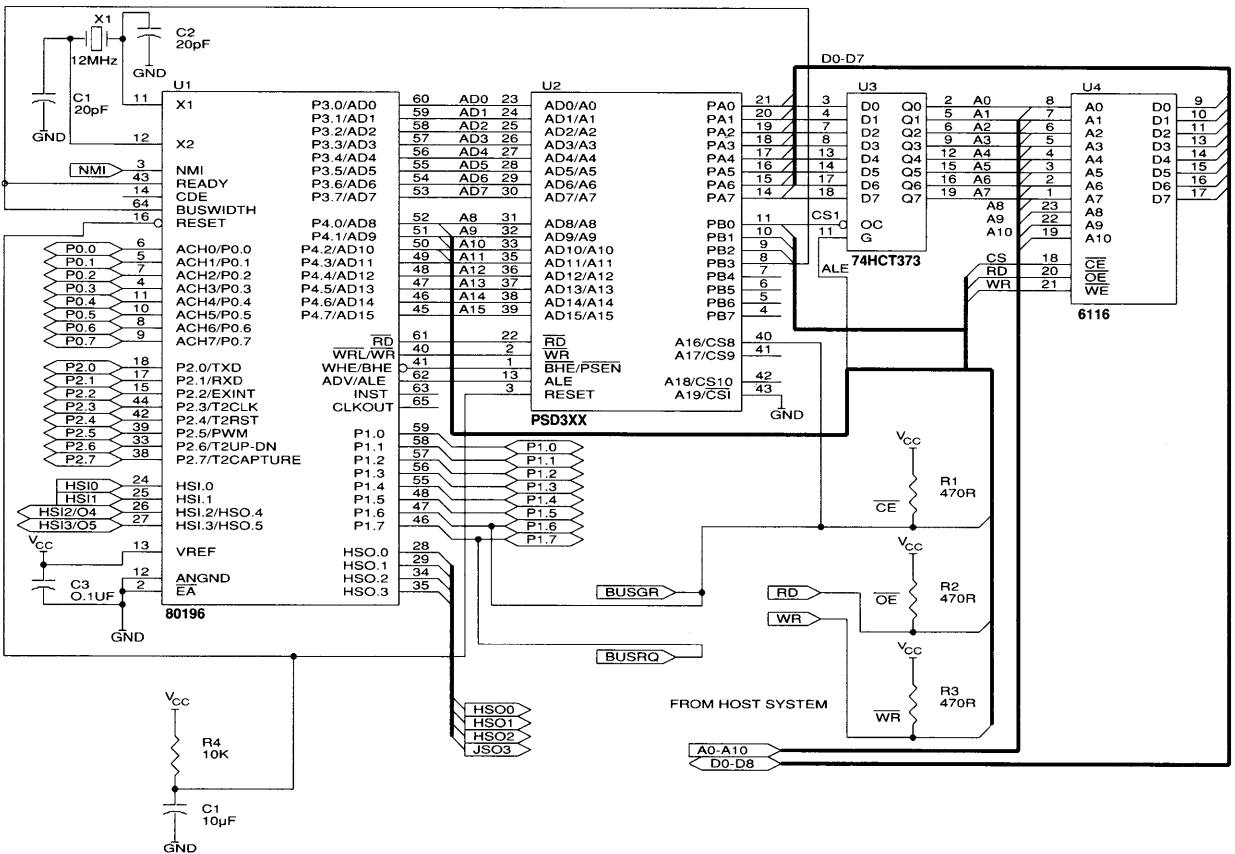 X1
12MHz
C2
20pF
GND
C1
20pF
GND
D0-D7
U1
11 X1
12 X2
3 NMI
NMI
43 READY
14 CDE
64 BUSWIDTH
16 RESET
P0.0 6 ACH0/P0.0
P0.1 5 ACH1/P0.1
P0.2 7 ACH2/P0.2
P0.3 4 ACH3/P0.3
P0.4 11 ACH4/P0.4
P0.5 10 ACH5/P0.5
P0.6 8 ACH6/P0.6
P0.7 9 ACH7/P0.7
P2.0 18 P2.0/TXD
P2.1 17 P2.1/RXD
P2.2 15 P2.2/EXINT
P2.3 44 P2.3/T2CLK
P2.4 42 P2.4/T2RST
P2.5 39 P2.5/PWM
P2.6 33 P2.6/T2UP-DN
P2.7 38 P2.7/T2CAPTURE
HSI0 24 HSI.0
HSI1 25 HSI.1
HSI2/O4 26 HSI.2/HSO.4
HSI3/O5 27 HSI.3/HSO.5
VCC
13 VREF
12 ANGND
2 EA
C3
O.1UF
GND
80196
P3.0/AD0 60 AD0 23 AD0/A0
P3.1/AD1 59 AD1 24 AD1/A1
P3.2/AD2 58 AD2 25 AD2/A2
P3.3/AD3 57 AD3 26 AD3/A3
P3.4/AD4 56 AD4 27 AD4/A4
P3.5/AD5 55 AD5 28 AD5/A5
P3.6/AD6 54 AD6 29 AD6/A6
P3.7/AD7 53 AD7 30 AD7/A7
P4.0/AD8 52 A8 31 AD8/A8
P4.1/AD9 51 A9 32 AD9/A9
P4.2/AD10 50 A10 33 AD10/A10
P4.3/AD11 49 A11 35 AD11/A11
P4.4/AD12 48 A12 36 AD12/A12
P4.5/AD13 47 A13 37 AD13/A13
P4.6/AD14 46 A14 38 AD14/A14
P4.7/AD15 45 A15 39 AD15/A15
RD 61 22 RD
WRL/WR 40 2 WR
WHE/BHE 41 1 BHE/PSEN
ADV/ALE 62 13 ALE
INST 63 3 RESET
CLKOUT 65
P1.0 59 P1.0
P1.1 58 P1.1
P1.2 57 P1.2
P1.3 56 P1.3
P1.4 55 P1.4
P1.5 48 P1.5
P1.6 47 P1.6
P1.7 46 P1.7
HSO.0 28
HSO.1 29
HSO.2 34
HSO.3 35
HSO0
HSO1
HSO2
JSO3
U2
PA0 21
PA1 20
PA2 19
PA3 18
PA4 17
PA5 16
PA6 15
PA7 14
PB0 11
PB1 10
PB2 9
PB3 8
PB4 7
PB5 6
PB6 5
PB7 4
A16/CS8 40
A17/CS9 41
A18/CS10 42
A19/CSI 43
GND
PSD3XX
U3
3 D0 Q0 2 A0
4 D1 Q1 5 A1
7 D2 Q2 6 A2
8 D3 Q3 9 A3
13 D4 Q4 12 A4
14 D5 Q5 15 A5
17 D6 Q6 16 A6
18 D7 Q7 19 A7
CS1 OC
11 G
ALE
74HCT373
U4
8 A0 D0 9
7 A1 D1 10
6 A2 D2 11
5 A3 D3 13
4 A4 D4 14
3 A5 D5 15
2 A6 D6 16
1 A7 D7 17
A8 23 A8
A9 22 A9
A10 19 A10
CS 18 CE
RD 20 OE
WR 21 WE
6116
VCC
R1
470R
CE
VCC
R2
470R
OE
VCC
R3
470R
WR
BUSGR
RD
WR
BUSRQ
FROM HOST SYSTEM
A0-A10
D0-D8
VCC
R4
10K
C1
10µF
GND